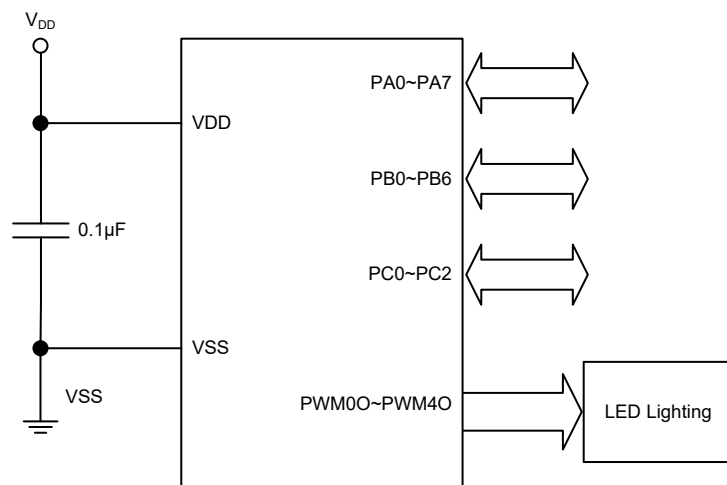 VDD
VDD
0.1µF
VSS
VSS
PA0~PA7
PB0~PB6
PC0~PC2
PWM0O~PWM4O
LED Lighting